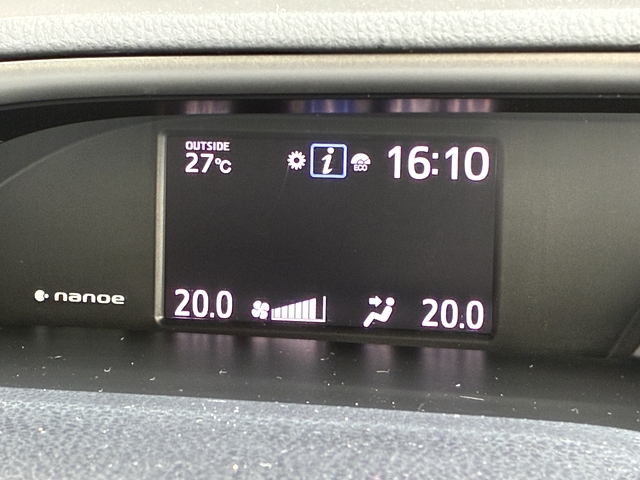 OUTSIDE
27°C
i
ECO
16:10
nanoe
20.0
20.0